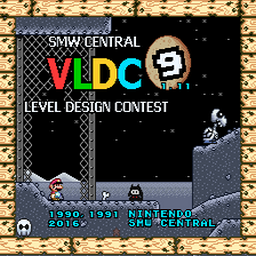 SMW CENTRAL
VLDC 9
1.11
LEVEL DESIGN CONTEST
1990,1991 NINTENDO
2016 SMW CENTRAL